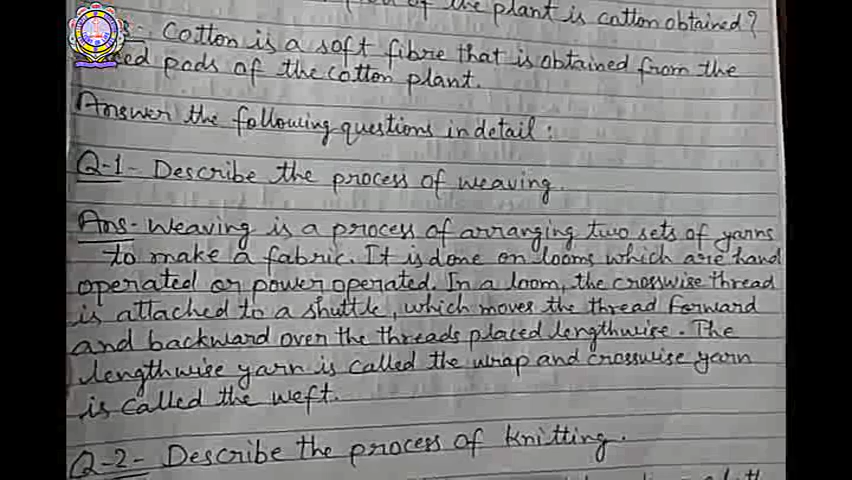 of the plant is cotton obtained?
Cotton is a soft fibre that is obtained from the
pods of the cotton plant.
Answer the following questions in detail:
Q-1- Describe the process of weaving.
Ans- Weaving is a process of arranging two sets of yarns
to make a fabric. It is done on looms which are hand
operated or power operated. In a loom, the crosswise thread
is attached to a shuttle, which moves the thread forward
and backward over the threads placed lengthwise. The
lengthwise yarn is called the wrap and crosswise yarn
is called the weft.
Q-2- Describe the process of knitting.